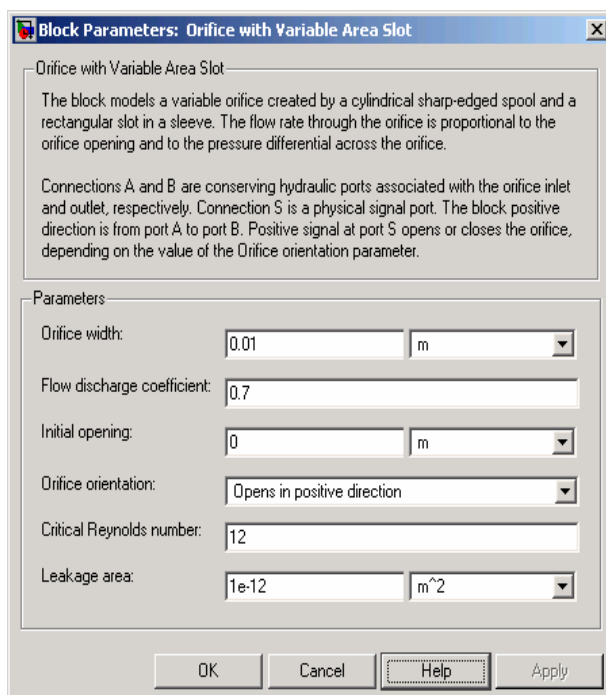 Block Parameters: Orifice with Variable Area Slot
Orifice with Variable Area Slot
The block models a variable orifice created by a cylindrical sharp-edged spool and a
rectangular slot in a sleeve. The flow rate through the orifice is proportional to the
orifice opening and to the pressure differential across the orifice.
Connections A and B are conserving hydraulic ports associated with the orifice inlet
and outlet, respectively. Connection S is a physical signal port. The block positive
direction is from port A to port B. Positive signal at port S opens or closes the orifice,
depending on the value of the Orifice orientation parameter.
Parameters
Orifice width: 0.01 m
Flow discharge coefficient: 0.7
Initial opening: 0 m
Orifice orientation: Opens in positive direction
Critical Reynolds number: 12
Leakage area: 1e-12 m^2
OK Cancel Help Apply